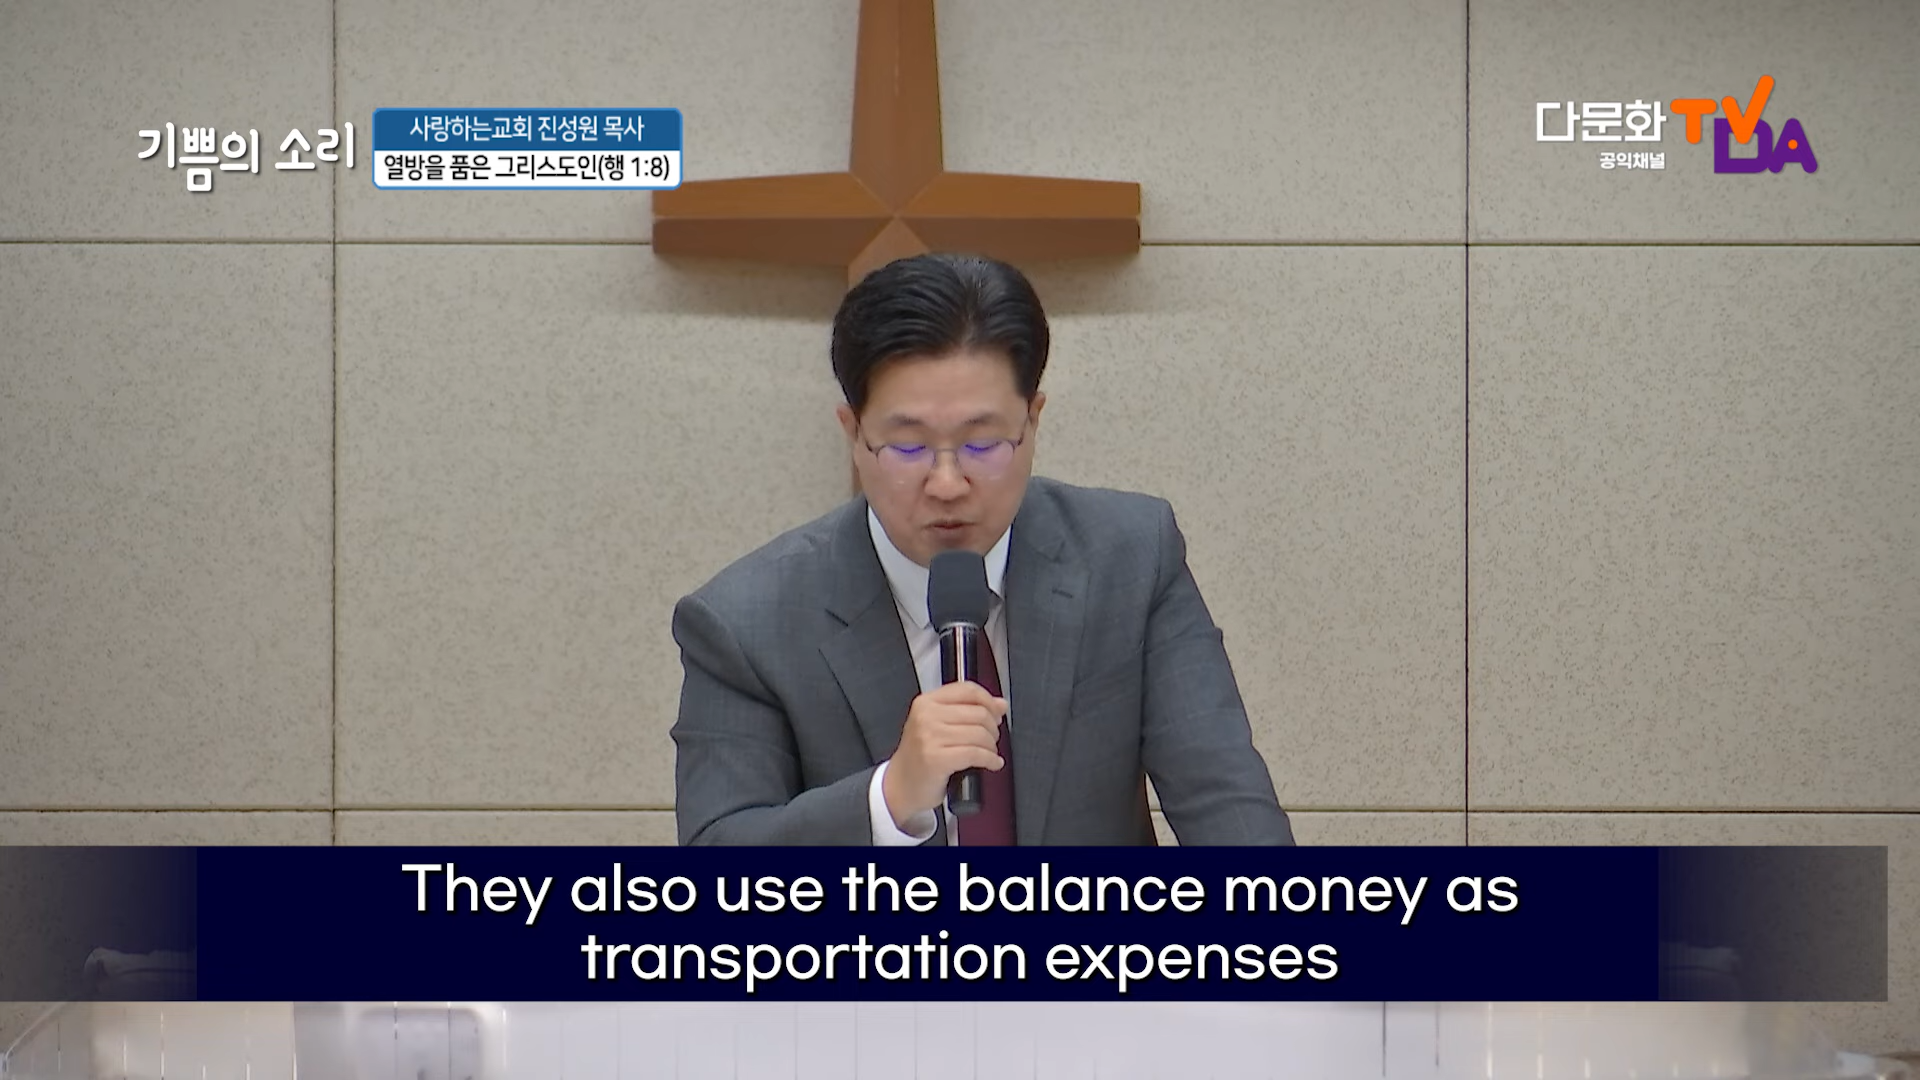 기쁨의 소리
사랑하는교회 진성원 목사
열방을 품은 그리스도인(행 1:8)
다문화 TV
DA
공익채널
They also use the balance money as
transportation expenses